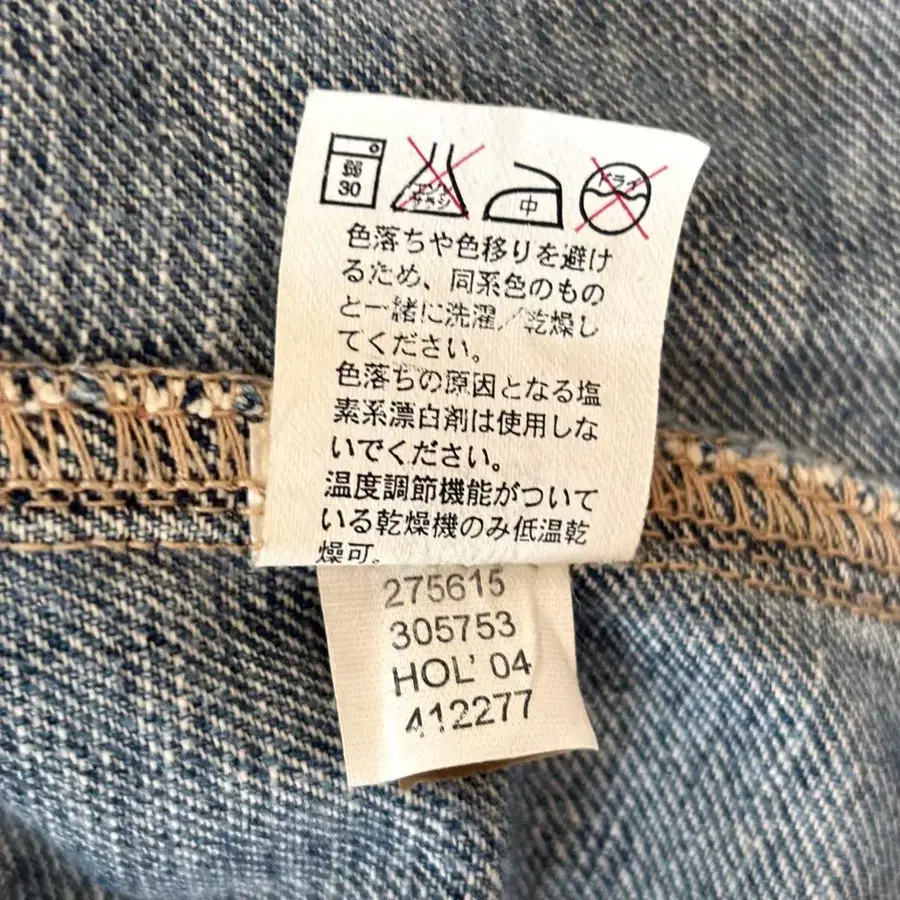 弱
30
エンソ
サラシ
中
ドライ
色落ちや色移りを避け
るため、同系色のもの
と一緒に洗濯／乾燥し
てください。
色落ちの原因となる塩
素系漂白剤は使用しな
いでください。
温度調節機能がついて
いる乾燥機のみ低温乾
燥可。
275615
305753
HOL' 04
412277